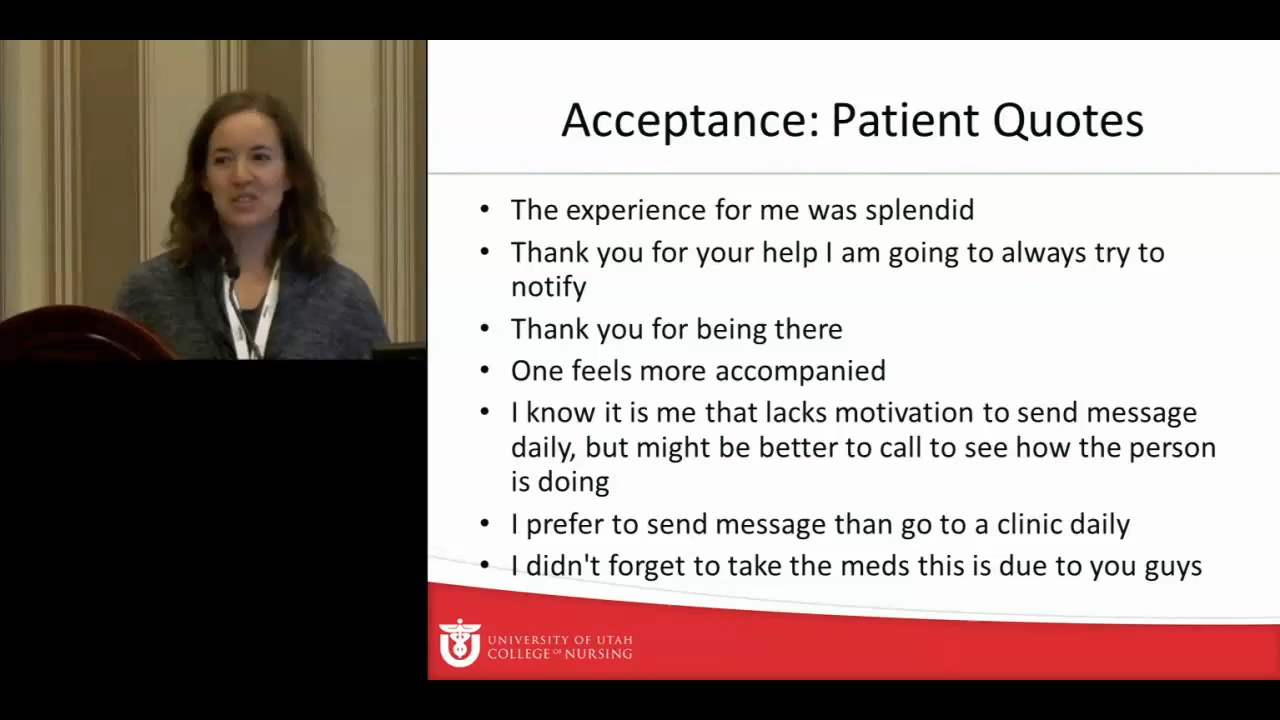 Acceptance: Patient Quotes
• The experience for me was splendid
• Thank you for your help I am going to always try to
notify
• Thank you for being there
• One feels more accompanied
• I know it is me that lacks motivation to send message
daily, but might be better to call to see how the person
is doing
• I prefer to send message than go to a clinic daily
• I didn't forget to take the meds this is due to you guys
UNIVERSITY OF UTAH
COLLEGE OF NURSING